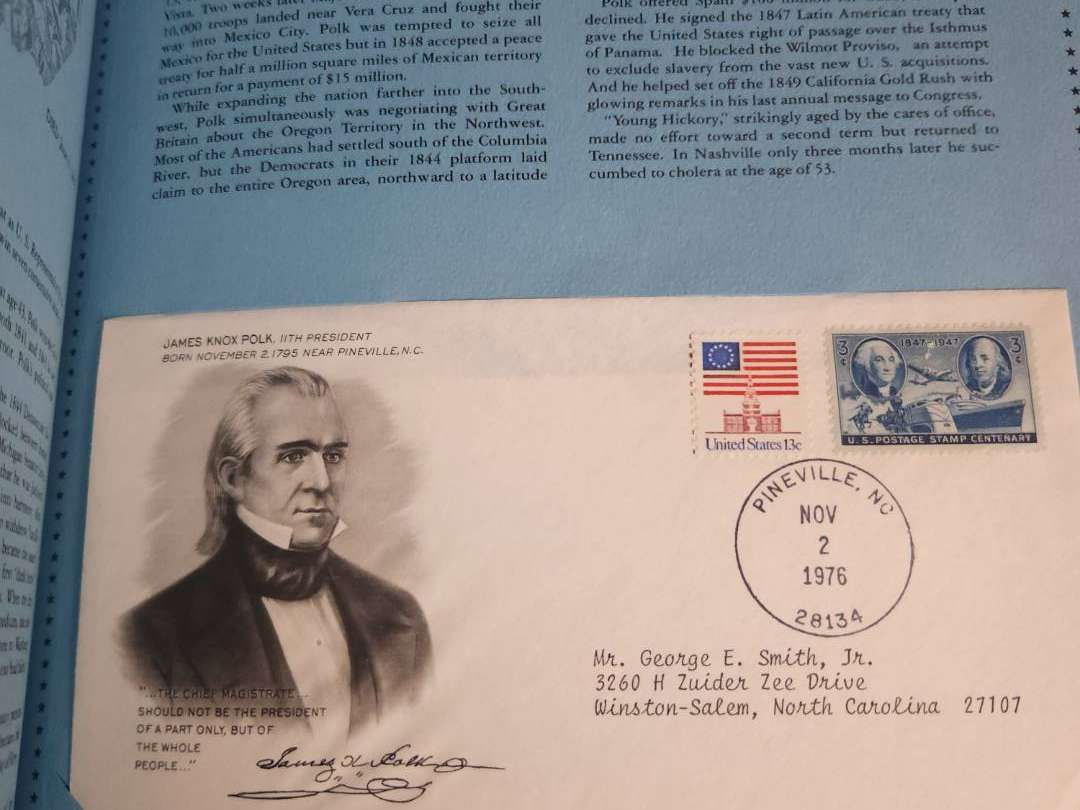 Vista. Two weeks later
10,000 troops landed near Vera Cruz and fought their
way into Mexico City. Polk was tempted to seize all
Mexico for the United States but in 1848 accepted a peace
treaty for half a million square miles of Mexican territory
in return for a payment of $15 million.
While expanding the nation farther into the South-
west, Polk simultaneously was negotiating with Great
Britain about the Oregon Territory in the Northwest.
Most of the Americans had settled south of the Columbia
River, but the Democrats in their 1844 platform laid
claim to the entire Oregon area, northward to a latitude
Polk offered Spain
declined. He signed the 1847 Latin American treaty that
gave the United States right of passage over the Isthmus
of Panama. He blocked the Wilmot Proviso, an attempt
to exclude slavery from the vast new U. S. acquisitions.
And he helped set off the 1849 California Gold Rush with
glowing remarks in his last annual message to Congress.
"Young Hickory," strikingly aged by the cares of office,
made no effort toward a second term but returned to
Tennessee. In Nashville only three months later he suc-
cumbed to cholera at the age of 53.
JAMES KNOX POLK, 11TH PRESIDENT
BORN NOVEMBER 2, 1795 NEAR PINEVILLE, N.C.
United States 13c
3¢ 1847-1947 3¢
U.S. POSTAGE STAMP CENTENARY
PINEVILLE, NC
NOV
2
1976
28134
Mr. George E. Smith, Jr.
3260 H Zuider Zee Drive
Winston-Salem, North Carolina 27107
"...THE CHIEF MAGISTRATE...
SHOULD NOT BE THE PRESIDENT
OF A PART ONLY, BUT OF
THE WHOLE
PEOPLE..."
James K Polk